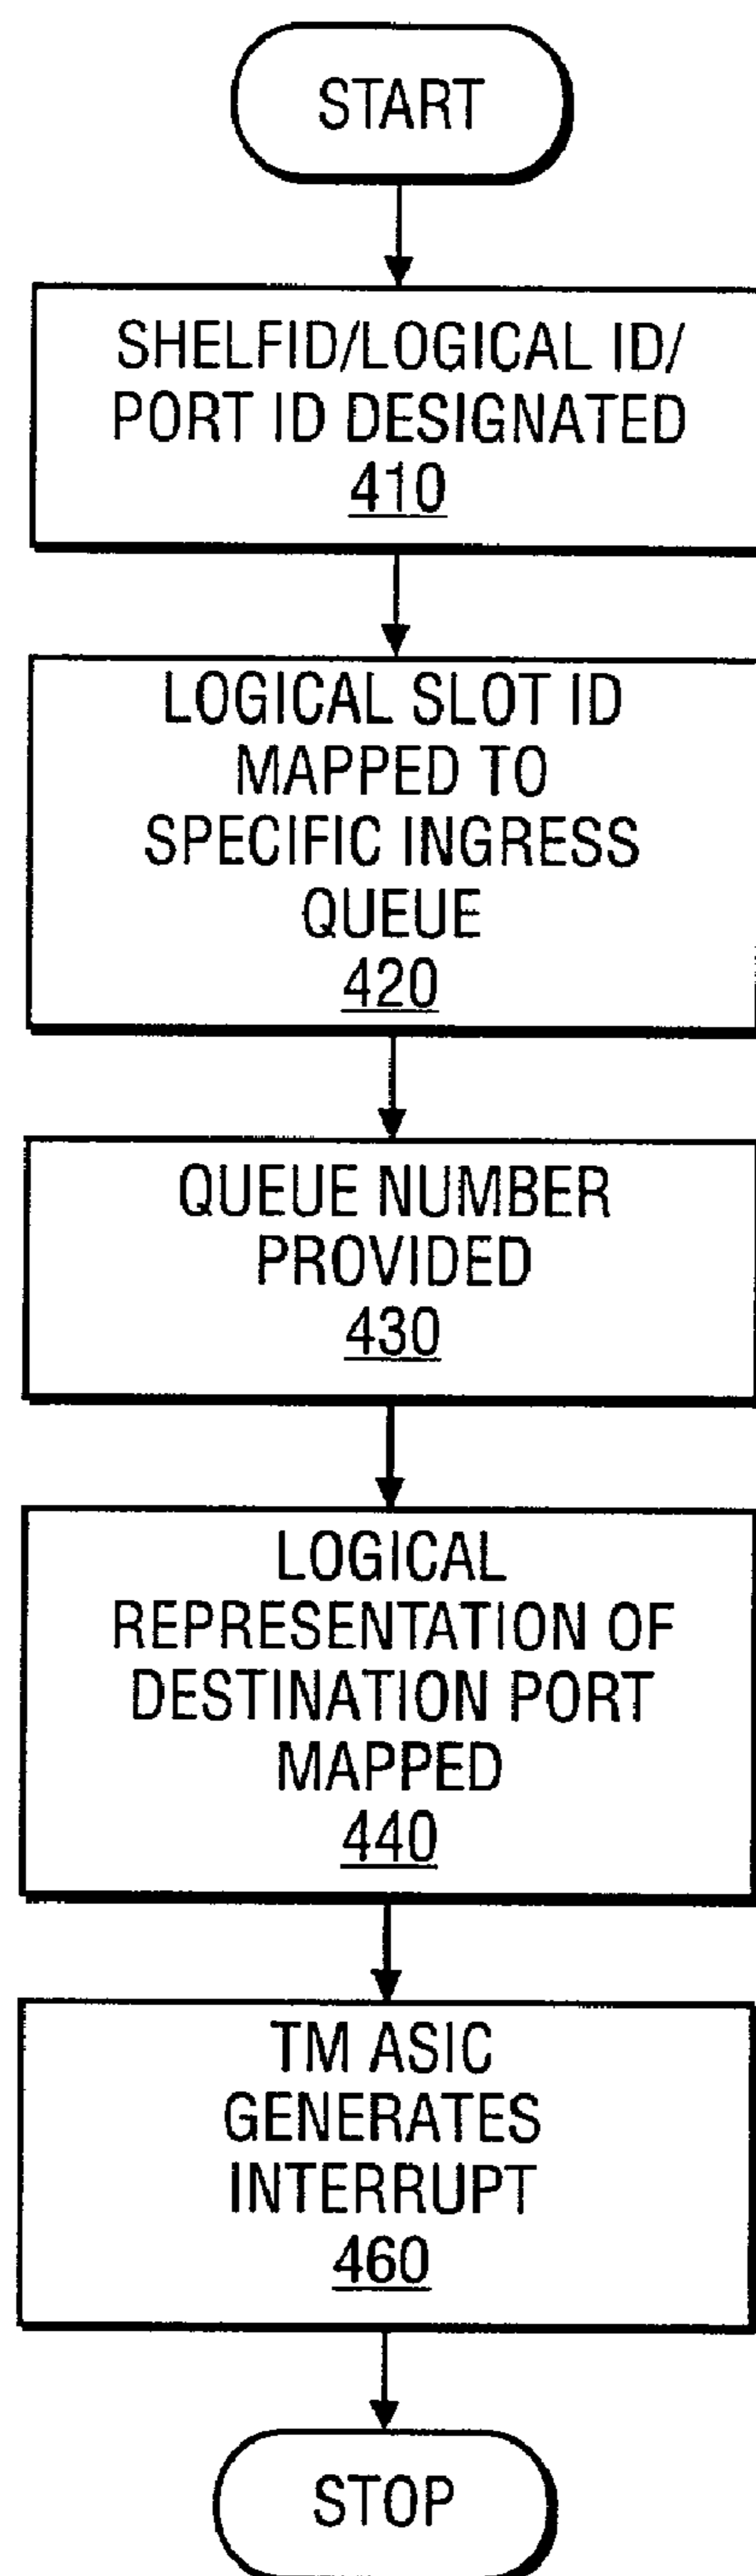 START
SHELFID/LOGICAL ID/
PORT ID DESIGNATED
410
LOGICAL SLOT ID
MAPPED TO
SPECIFIC INGRESS
QUEUE
420
QUEUE NUMBER
PROVIDED
430
LOGICAL
REPRESENTATION OF
DESTINATION PORT
MAPPED
440
TM ASIC
GENERATES
INTERRUPT
460
STOP